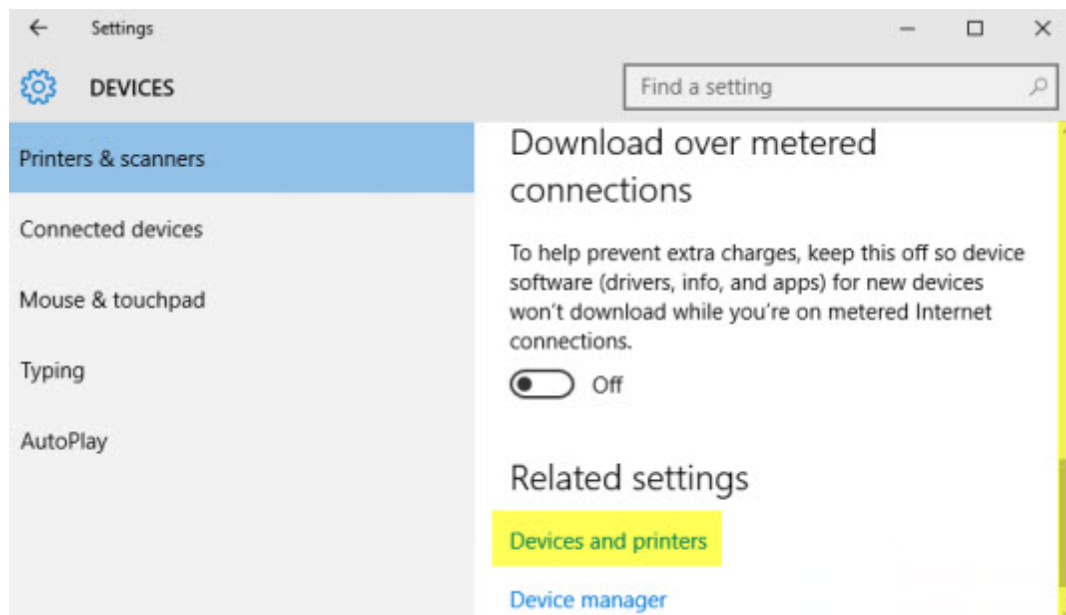 Settings
DEVICES
Find a setting
Printers & scanners
Connected devices
Mouse & touchpad
Typing
AutoPlay
Download over metered
connections
To help prevent extra charges, keep this off so device
software (drivers, info, and apps) for new devices
won't download while you're on metered Internet
connections.
Off
Related settings
Devices and printers
Device manager